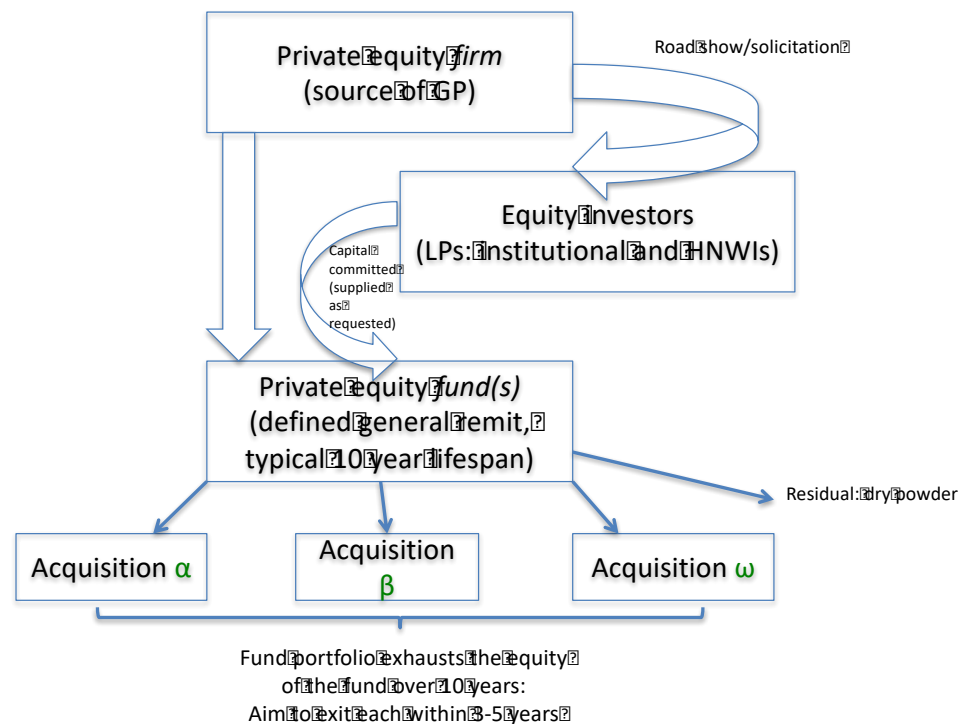 Private equity firm
(source of GP)
Road show/solicitation
Equity investors
(LPs: institutional and HNWIs)
Capital
committed
(supplied
as
requested)
Private equity fund(s)
(defined general remit,
typical 10 year lifespan)
Residual: dry powder
Acquisition α
Acquisition
β
Acquisition ω
Fund portfolio exhausts the equity
of the fund over 10 years:
Aim to exit each within 3-5 years